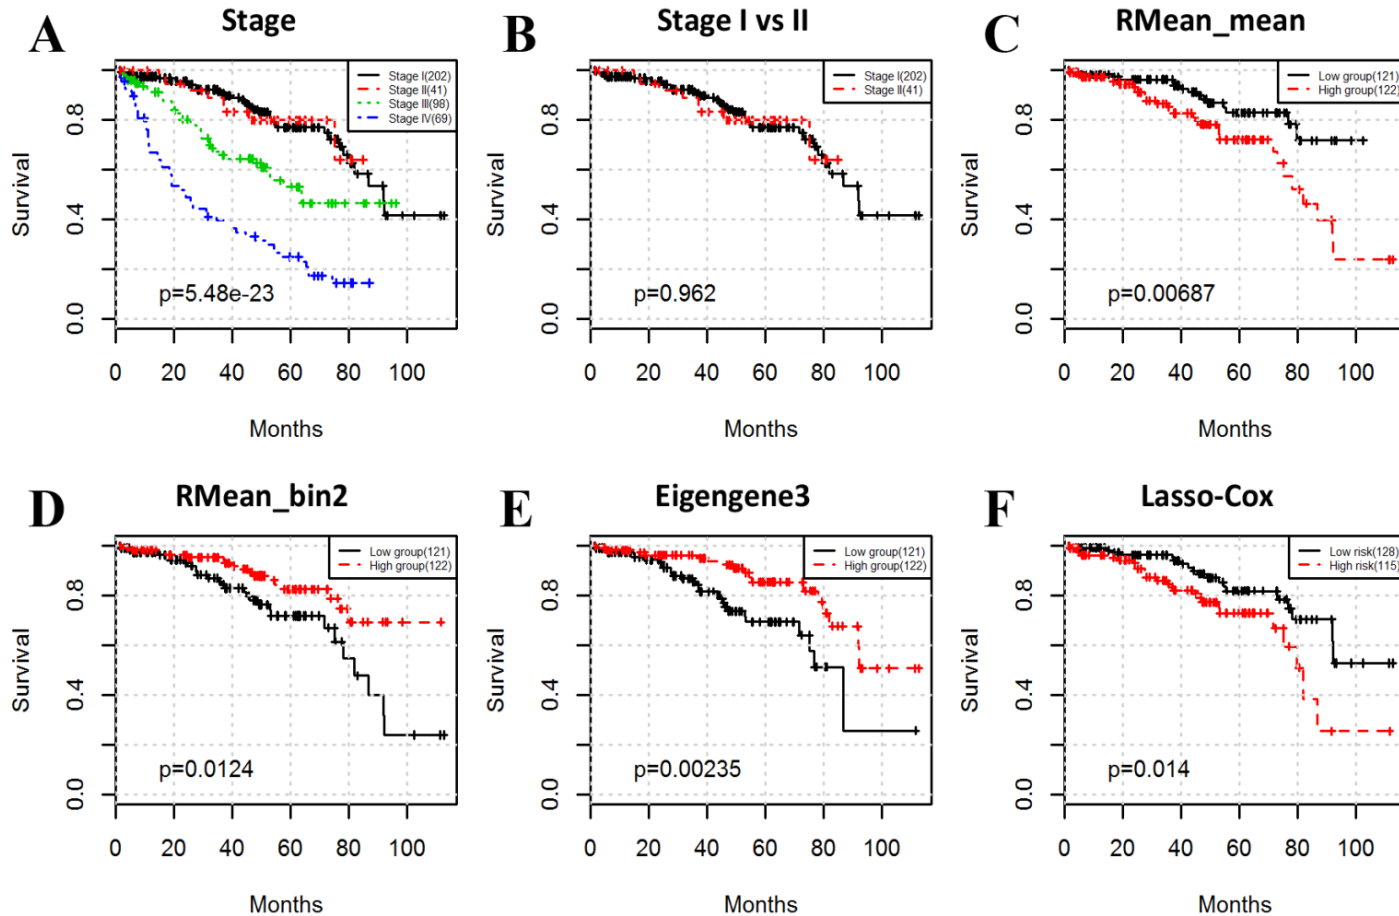 A
Stage
Survival
0.0 0.4 0.8
Stage I(202)
Stage II(41)
Stage III(98)
Stage IV(69)
p=5.48e-23
0 20 40 60 80 100
Months
B
Stage I vs II
Survival
0.0 0.4 0.8
Stage I(202)
Stage II(41)
p=0.962
0 20 40 60 80 100
Months
C
RMean_mean
Survival
0.0 0.4 0.8
Low group(121)
High group(122)
p=0.00687
0 20 40 60 80 100
Months
D
RMean_bin2
Survival
0.0 0.4 0.8
Low group(121)
High group(122)
p=0.0124
0 20 40 60 80 100
Months
E
Eigengene3
Survival
0.0 0.4 0.8
Low group(121)
High group(122)
p=0.00235
0 20 40 60 80 100
Months
F
Lasso-Cox
Survival
0.0 0.4 0.8
Low risk(128)
High risk(115)
p=0.014
0 20 40 60 80 100
Months